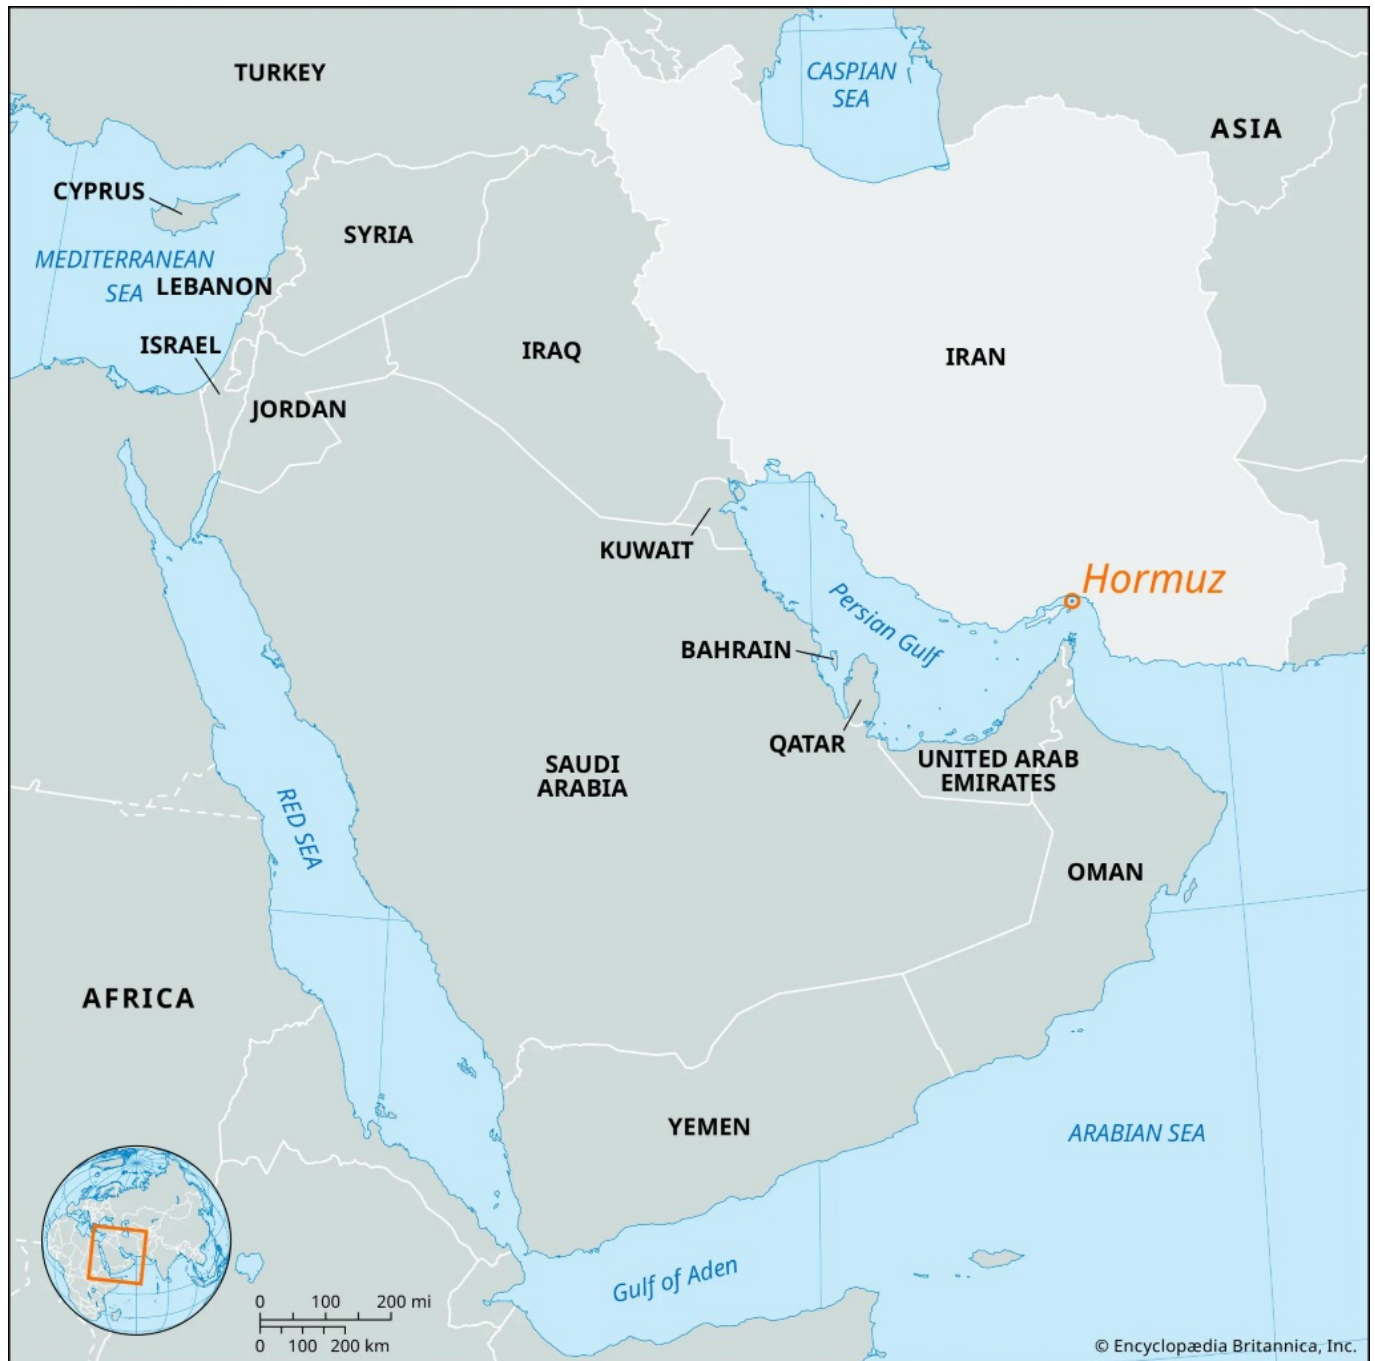 TURKEY
CASPIAN
SEA
ASIA
CYPRUS
SYRIA
MEDITERRANEAN
SEA
LEBANON
ISRAEL
IRAQ
IRAN
JORDAN
KUWAIT
Hormuz
Persian Gulf
BAHRAIN
QATAR
SAUDI
ARABIA
UNITED ARAB
EMIRATES
RED SEA
OMAN
AFRICA
YEMEN
ARABIAN SEA
Gulf of Aden
0 100 200 mi
0 100 200 km
© Encyclopædia Britannica, Inc.